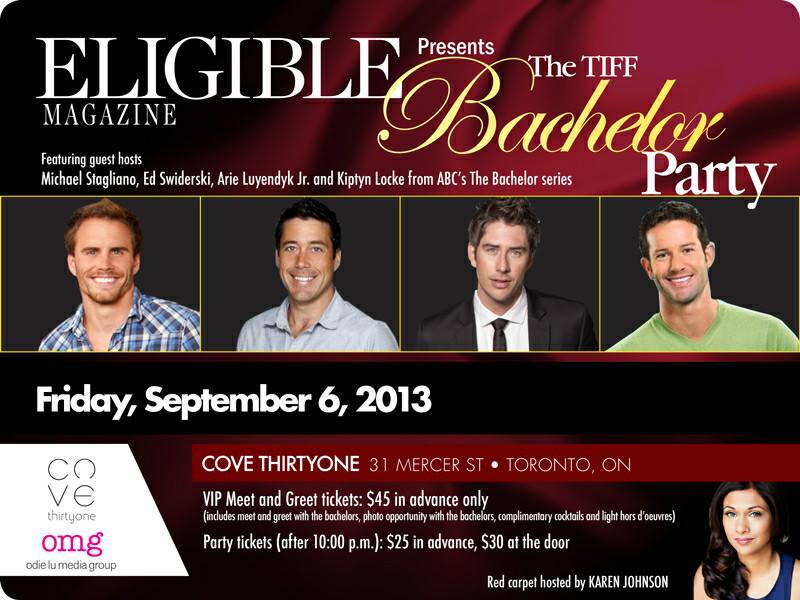 ELIGIBLE
MAGAZINE
Presents
The TIFF
Bachelor
Party
Featuring guest hosts
Michael Stagliano, Ed Swiderski, Arie Luyendyk Jr. and Kiptyn Locke from ABC's The Bachelor series
Friday, September 6, 2013
COVE
thirtyone
omg
odie lu media group
COVE THIRTYONE 31 MERCER ST • TORONTO, ON
VIP Meet and Greet tickets: $45 in advance only
(includes meet and greet with the bachelors, photo opportunity with the bachelors, complimentary cocktails and light hors d'oeuvres)
Party tickets (after 10:00 p.m.): $25 in advance, $30 at the door
Red carpet hosted by KAREN JOHNSON